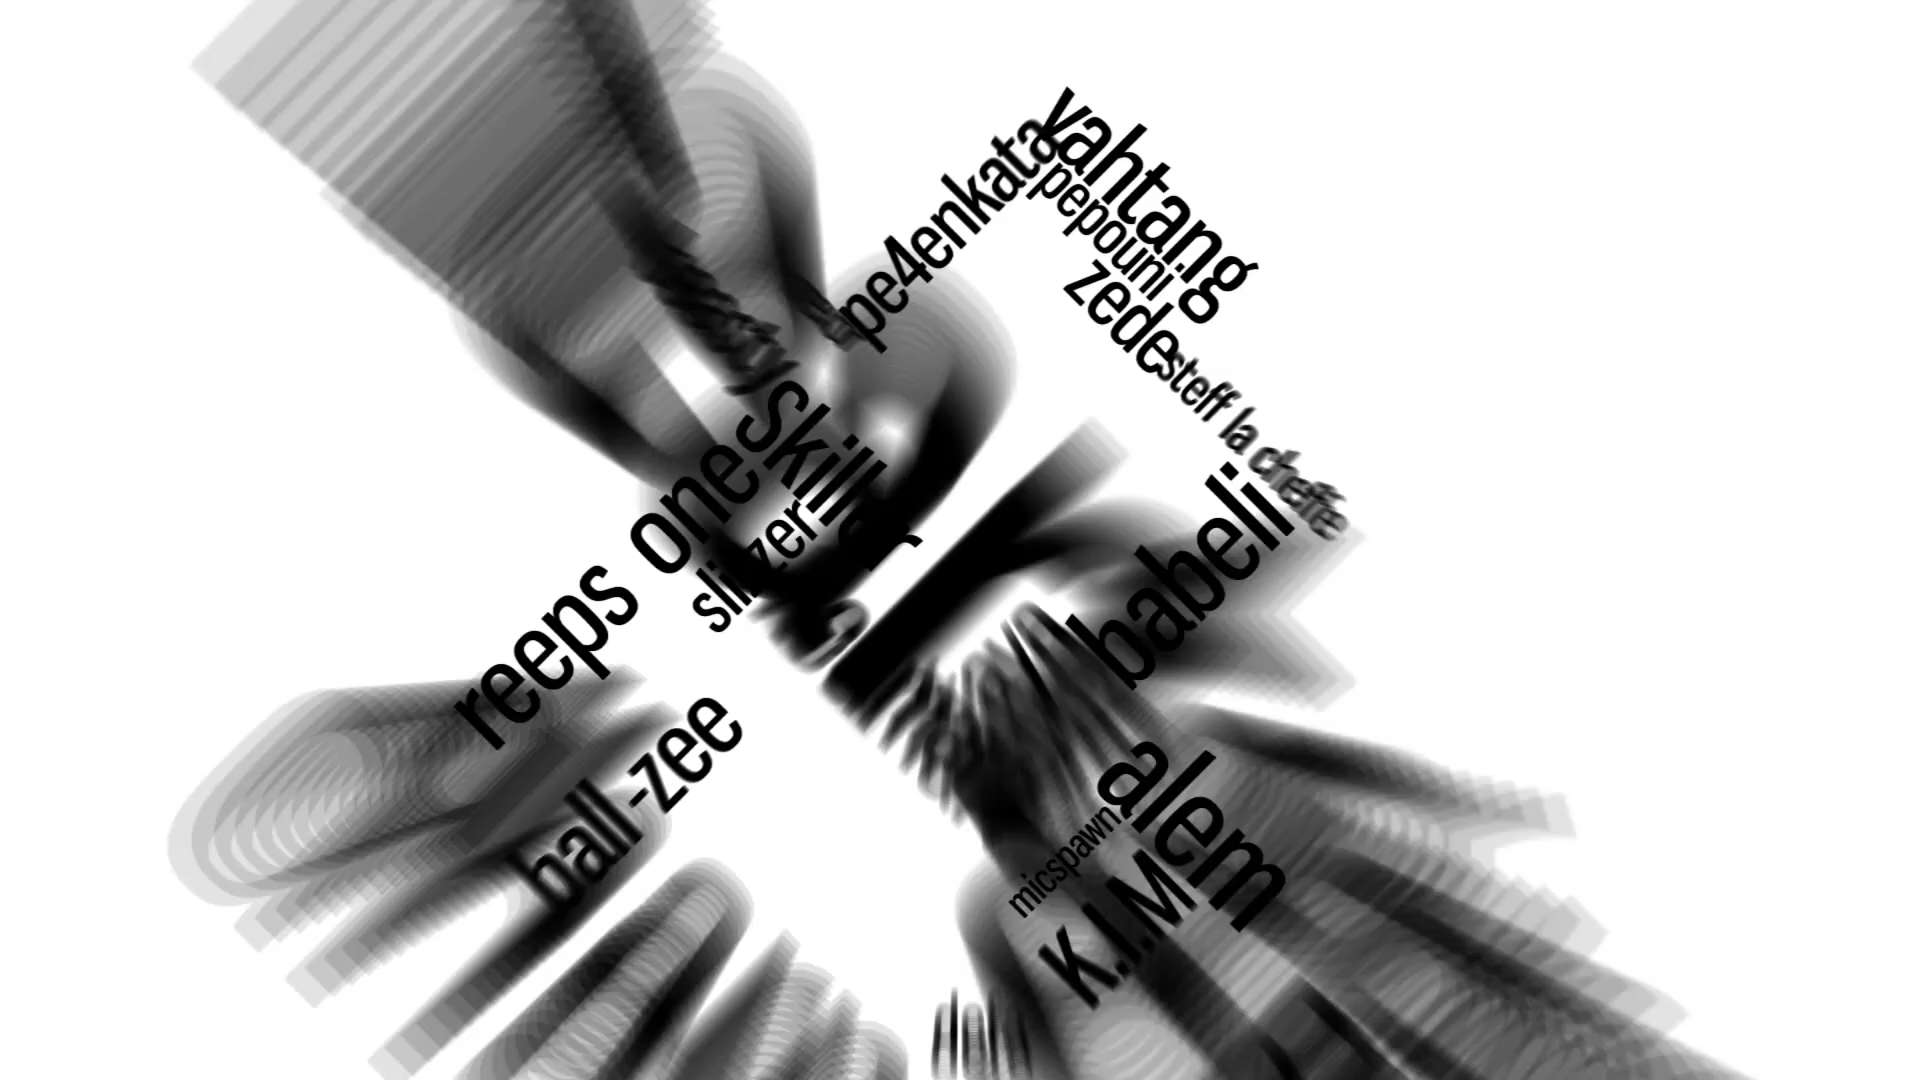 vahtang
pe4enkata
pepouni
zede
steff la cheffe
skiller
reeps one
slizzer
babeli
ball-zee
alem
micspawn
K.I.M